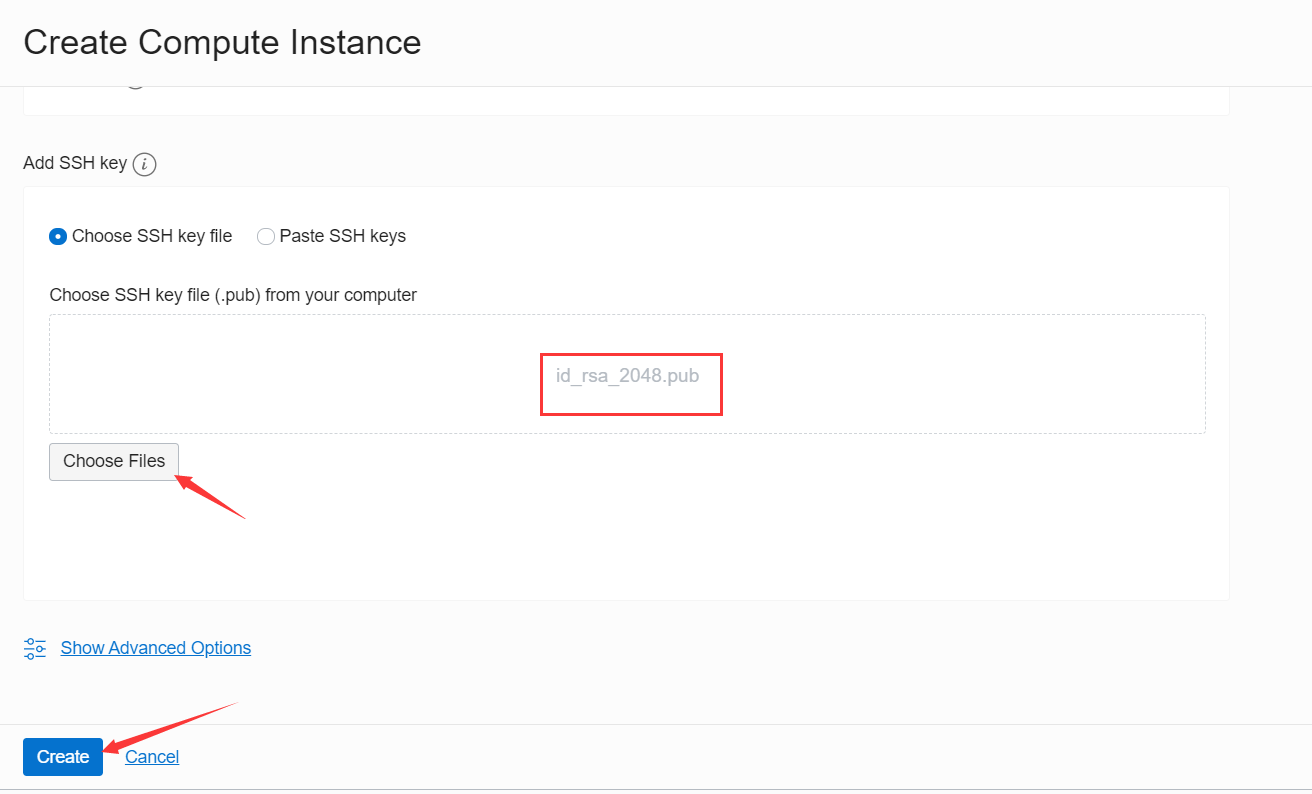 Create Compute Instance
Add SSH key i
Choose SSH key file Paste SSH keys
Choose SSH key file (.pub) from your computer
id_rsa_2048.pub
Choose Files
Show Advanced Options
Create Cancel